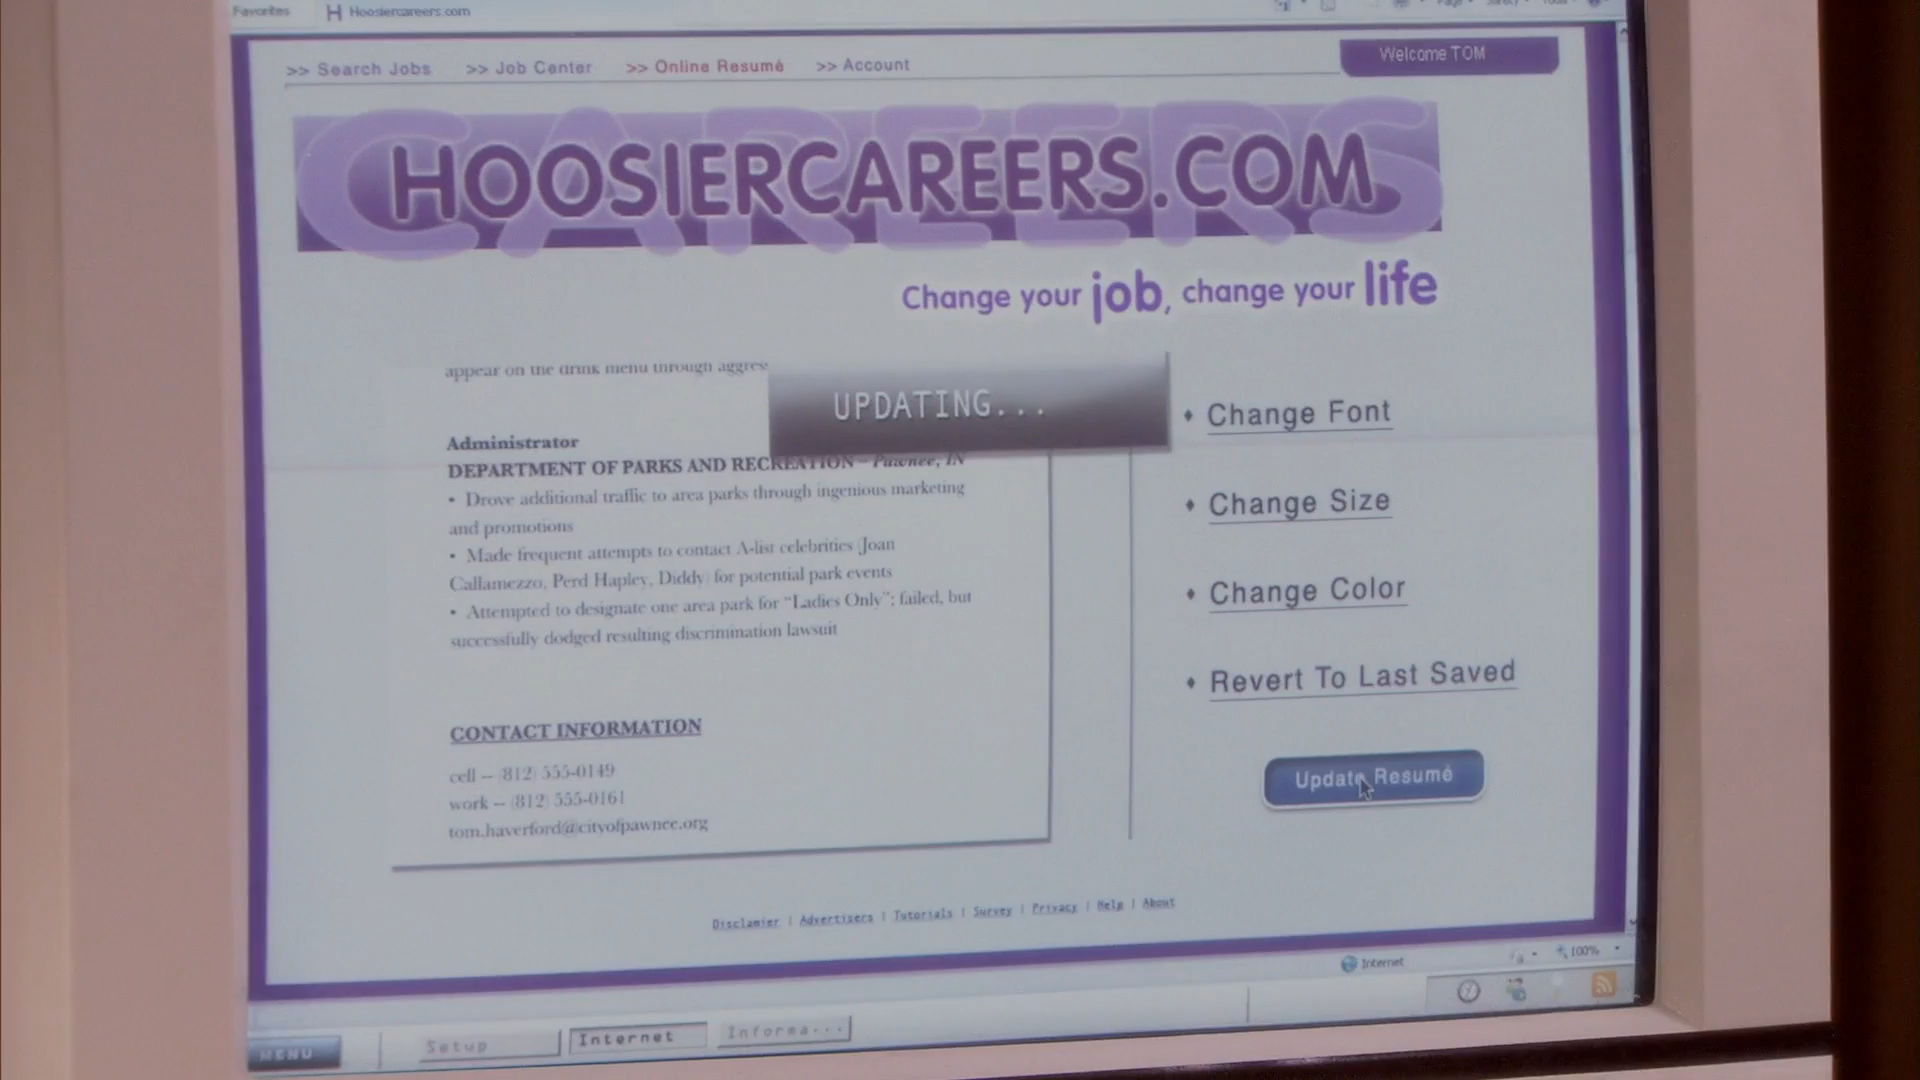 Favorites
Hoosiercareers.com
Welcome TOM
>> Search Jobs >> Job Center >> Online Resumé >> Account
CAREERS
HOOSIERCAREERS.COM
Change your job, change your life
appear on the drink menu through aggres
UPDATING...
Administrator
DEPARTMENT OF PARKS AND RECREATION – Pawnee, IN
• Drove additional traffic to area parks through ingenious marketing
and promotions
• Made frequent attempts to contact A-list celebrities (Joan
Callamezzo, Perd Hapley, Diddy) for potential park events
• Attempted to designate one area park for “Ladies Only”; failed, but
successfully dodged resulting discrimination lawsuit
CONTACT INFORMATION
cell – (812) 555-0149
work – (812) 555-0161
tom.haverford@cityofpawnee.org
Change Font
Change Size
Change Color
Revert To Last Saved
Update Resumé
Disclamier | Advertisers | Tutorials | Survey | Privacy | Help | About
Internet
100%
MENU
Setup
Internet
Informa...